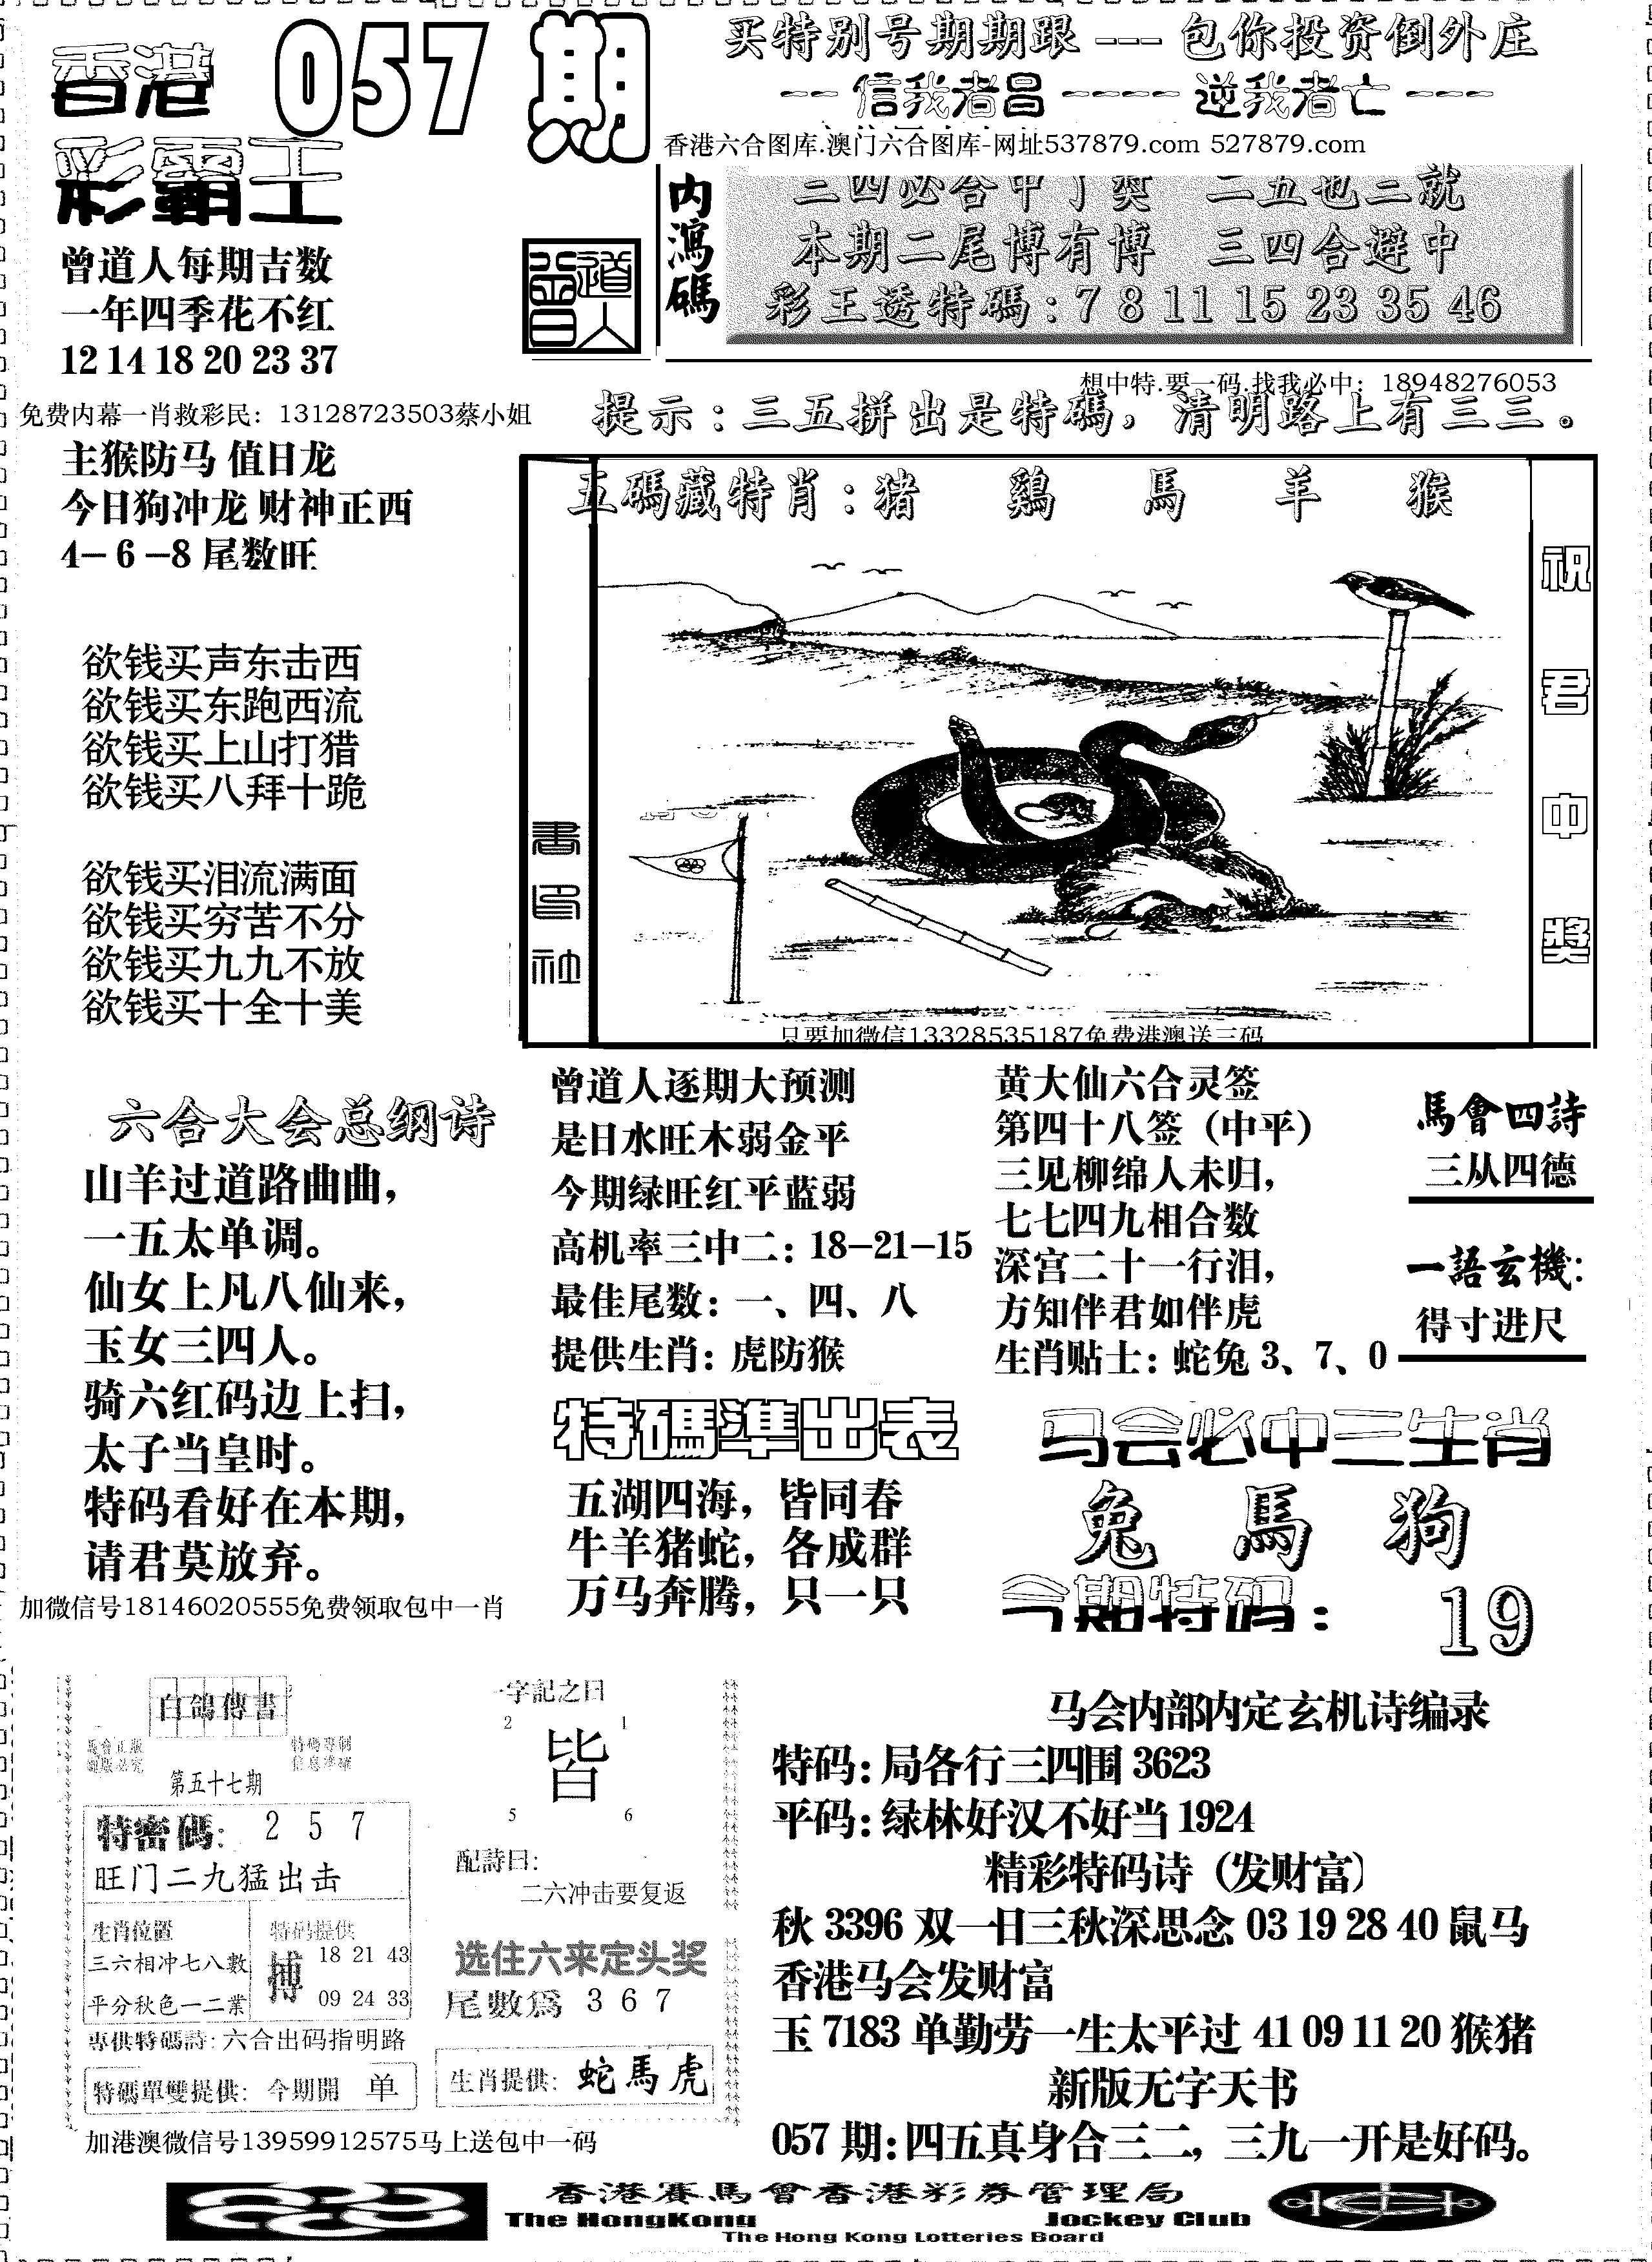 香港 057 期
彩霸王
买特别号期期跟 --- 包你投资倒外庄
-- 信我者昌 ---- 逆我者亡 ---
香港六合图库.澳门六合图库-网址537879.com 527879.com
曾道人每期吉数
一年四季花不红
12 14 18 20 23 37
曾道人
内瀉碼
三四必合中了奖 二五也三就
本期二尾博有博 三四合避中
彩王透特碼:7 8 11 15 23 35 46
想中特.要一码.找我必中：18948276053
免费内幕一肖救彩民：13128723503蔡小姐
提示:三五拼出是特碼，清明路上有三三。
主猴防马 值日龙
今日狗冲龙 财神正西
4- 6 -8 尾数旺
五碼藏特肖:猪 鷄 馬 羊 猴
祝君中獎
欲钱买声东击西
欲钱买东跑西流
欲钱买上山打猎
欲钱买八拜十跪
欲钱买泪流满面
欲钱买穷苦不分
欲钱买九九不放
欲钱买十全十美
只要加微信13328535187免费港澳送三码
六合大会总纲诗
山羊过道路曲曲,
一五太单调。
仙女上凡八仙来,
玉女三四人。
骑六红码边上扫,
太子当皇时。
特码看好在本期,
请君莫放弃。
加微信号18146020555免费领取包中一肖
曾道人逐期大预测
是日水旺木弱金平
今期绿旺红平蓝弱
高机率三中二: 18-21-15
最佳尾数: 一、四、八
提供生肖: 虎防猴
黄大仙六合灵签
第四十八签（中平）
三见柳绵人未归,
七七四九相合数
深宫二十一行泪,
方知伴君如伴虎
生肖贴士: 蛇兔 3、7、0
馬會四詩
三从四德
一語玄機:
得寸进尺
特碼準出表
五湖四海，皆同春
牛羊猪蛇，各成群
万马奔腾，只一只
马会必中三生肖
兔 馬 狗
今期特码: 19
白鴿傳書
馬會正版
翻版必究
特碼專制
信息準確
第五十七期
特密碼: 2 5 7
旺门二九猛出击
生肖位置
三六相冲七八數
平分秋色一二業
特码提供
搏
18 21 43
09 24 33
專供特碼詩: 六合出码指明路
特碼單雙提供: 今期開 单
一字記之曰
2 1
皆
5 6
配詩曰:
二六冲击要复返
选住六来定头奖
尾數爲 3 6 7
生肖提供: 蛇馬虎
加港澳微信号13959912575马上送包中一码
马会内部内定玄机诗编录
特码: 局各行三四围 3623
平码: 绿林好汉不好当 1924
精彩特码诗（发财富）
秋 3396 双一日三秋深思念 03 19 28 40 鼠马
香港马会发财富
玉 7183 单勤劳一生太平过 41 09 11 20 猴猪
新版无字天书
057 期: 四五真身合三二，三九一开是好码。
香港賽馬會香港彩券管理局
The HongKong Jockey Club
The Hong Kong Lotteries Board